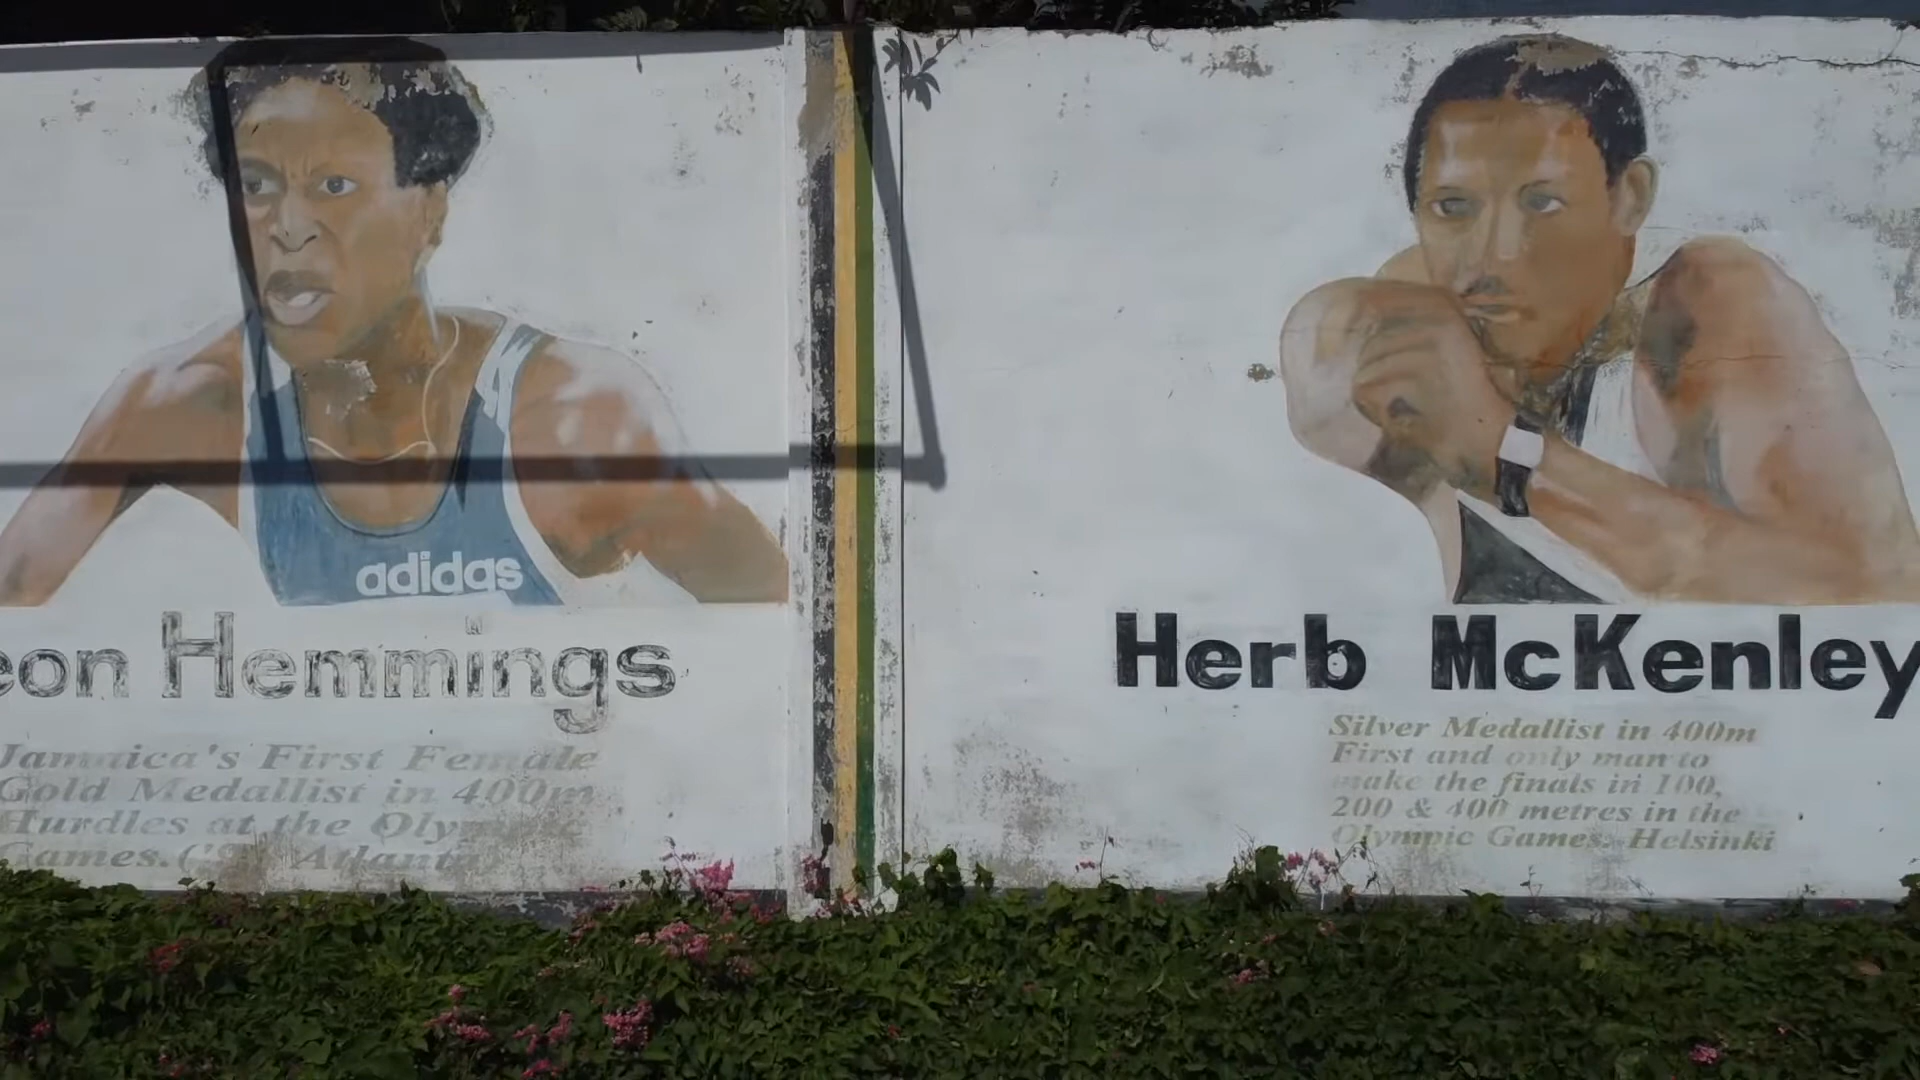 adidas
eon Hemmings
Jamaica's First Female
Gold Medallist in 400m
Hurdles at the Olympic
Games. Atlanta)
Herb McKenley
Silver Medallist in 400m
First and only man to
make the finals in 100,
200 & 400 metres in the
Olympic Games. Helsinki